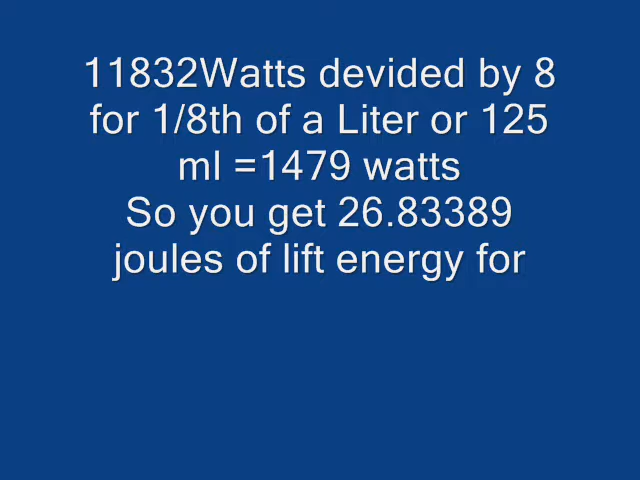 11832Watts devided by 8
for 1/8th of a Liter or 125
ml =1479 watts
So you get 26.83389
joules of lift energy for